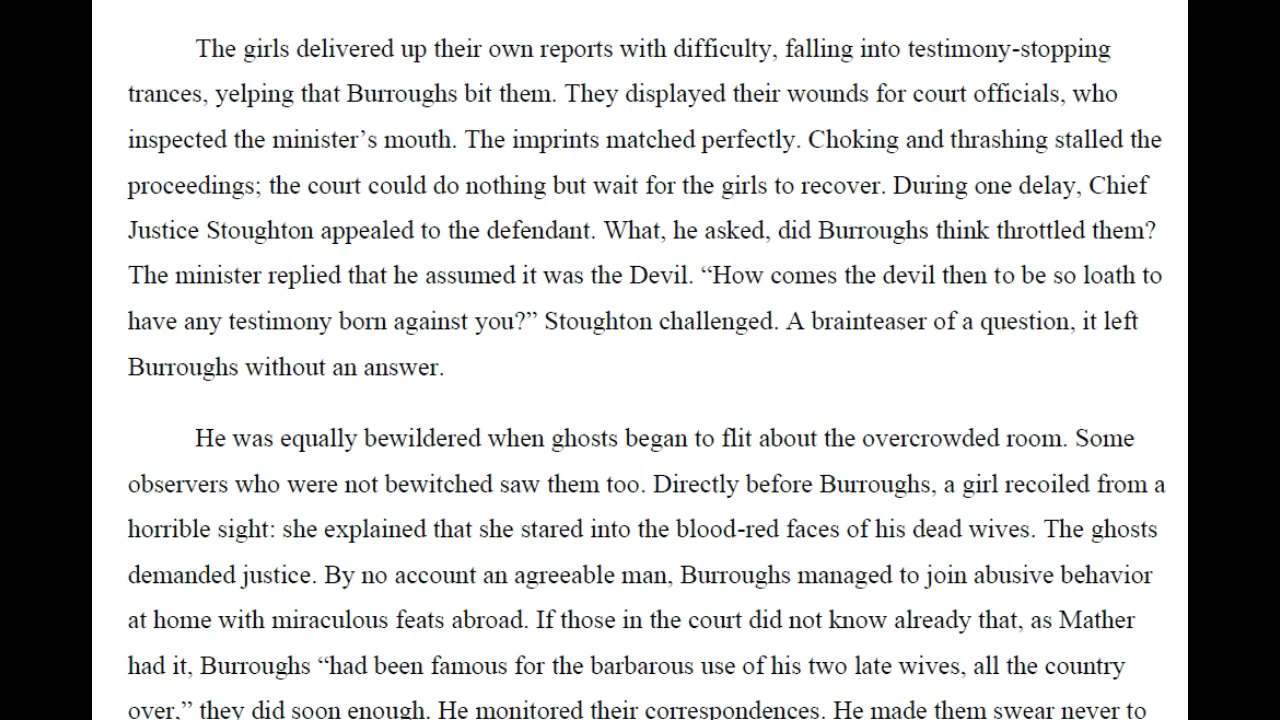 The girls delivered up their own reports with difficulty, falling into testimony-stopping
trances, yelping that Burroughs bit them. They displayed their wounds for court officials, who
inspected the minister’s mouth. The imprints matched perfectly. Choking and thrashing stalled the
proceedings; the court could do nothing but wait for the girls to recover. During one delay, Chief
Justice Stoughton appealed to the defendant. What, he asked, did Burroughs think throttled them?
The minister replied that he assumed it was the Devil. “How comes the devil then to be so loath to
have any testimony born against you?” Stoughton challenged. A brainteaser of a question, it left
Burroughs without an answer.
He was equally bewildered when ghosts began to flit about the overcrowded room. Some
observers who were not bewitched saw them too. Directly before Burroughs, a girl recoiled from a
horrible sight: she explained that she stared into the blood-red faces of his dead wives. The ghosts
demanded justice. By no account an agreeable man, Burroughs managed to join abusive behavior
at home with miraculous feats abroad. If those in the court did not know already that, as Mather
had it, Burroughs “had been famous for the barbarous use of his two late wives, all the country
over,” they did soon enough. He monitored their correspondences. He made them swear never to